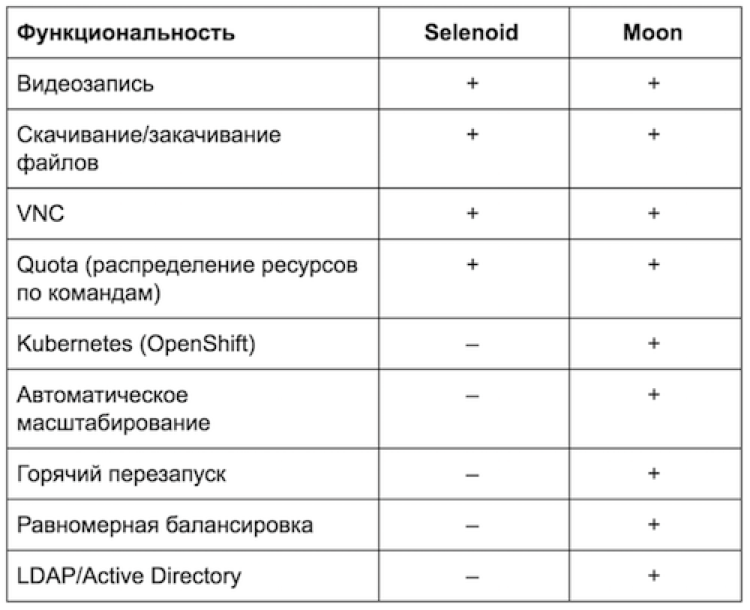 Функциональность Selenoid Moon
Видеозапись + +
Скачивание/закачивание + +
файлов
VNC + +
Quota (распределение ресурсов + +
по командам)
Kubernetes (OpenShift) – +
Автоматическое – +
масштабирование
Горячий перезапуск – +
Равномерная балансировка – +
LDAP/Active Directory – +